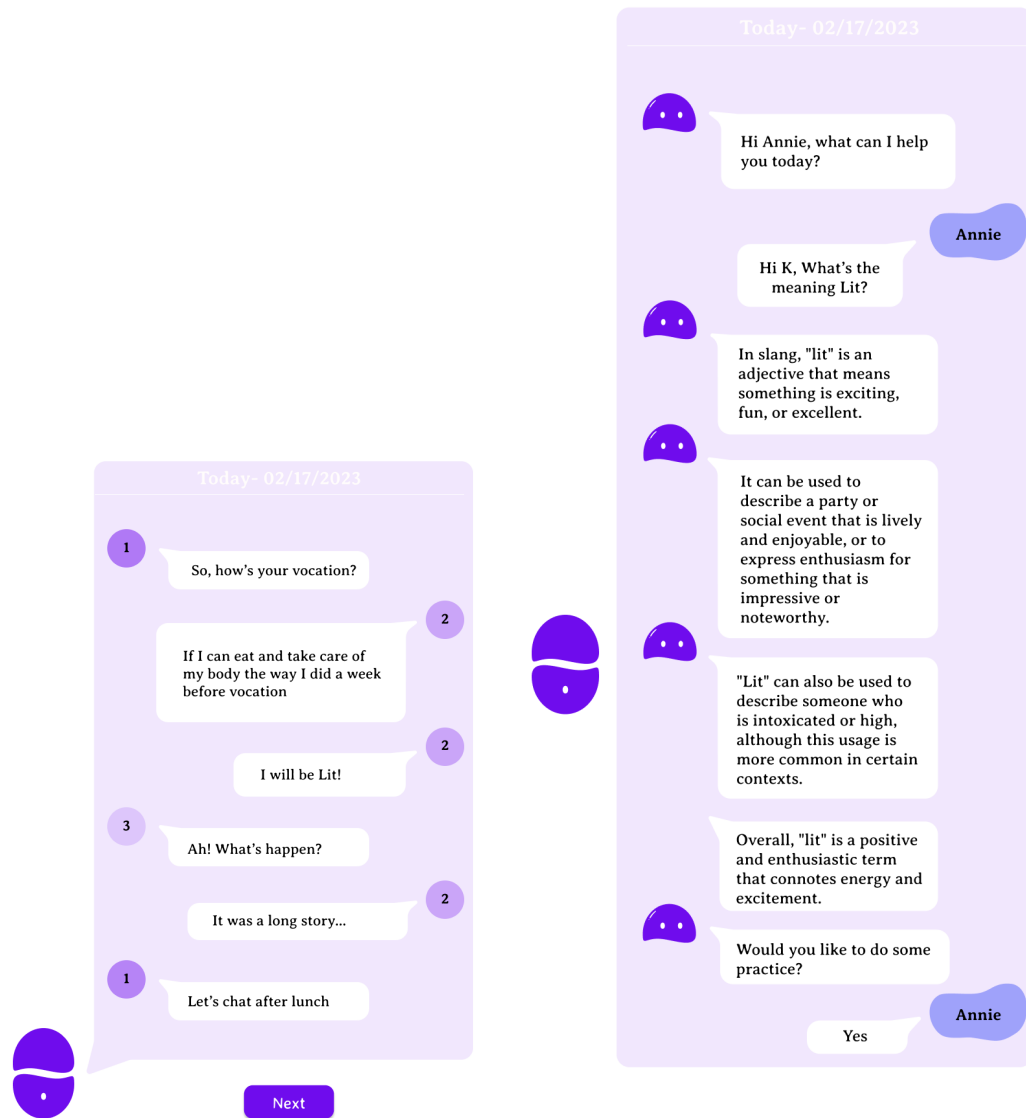 Today- 02/17/2023
1
So, how's your vocation?
2
If I can eat and take care of
my body the way I did a week
before vocation
2
I will be Lit!
3
Ah! What's happen?
2
It was a long story...
1
Let's chat after lunch
Next
Today- 02/17/2023
Hi Annie, what can I help
you today?
Annie
Hi K, What's the
meaning Lit?
In slang, "lit" is an
adjective that means
something is exciting,
fun, or excellent.
It can be used to
describe a party or
social event that is lively
and enjoyable, or to
express enthusiasm for
something that is
impressive or
noteworthy.
"Lit" can also be used to
describe someone who
is intoxicated or high,
although this usage is
more common in certain
contexts.
Overall, "lit" is a positive
and enthusiastic term
that connotes energy and
excitement.
Would you like to do some
practice?
Annie
Yes